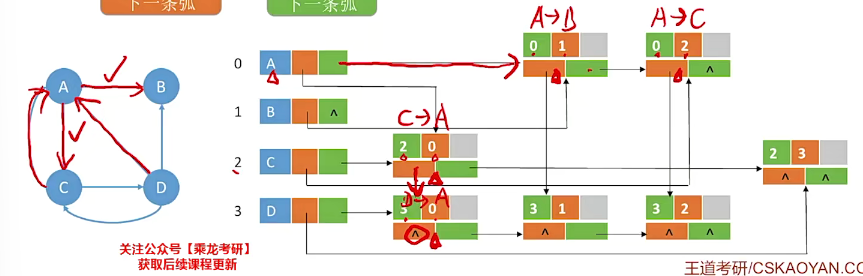 下一条弧
下一条弧
A→B
A→C
0 1
0 2
0
A
^
1
B
^
C→A
2 0
2
C
2 3
^ ^
3
D
D→A
3 0
^
3 1
^
3 2
^ ^
A
B
C
D
关注公众号【乘龙考研】
获取后续课程更新
王道考研/CSKAOYAN.CO